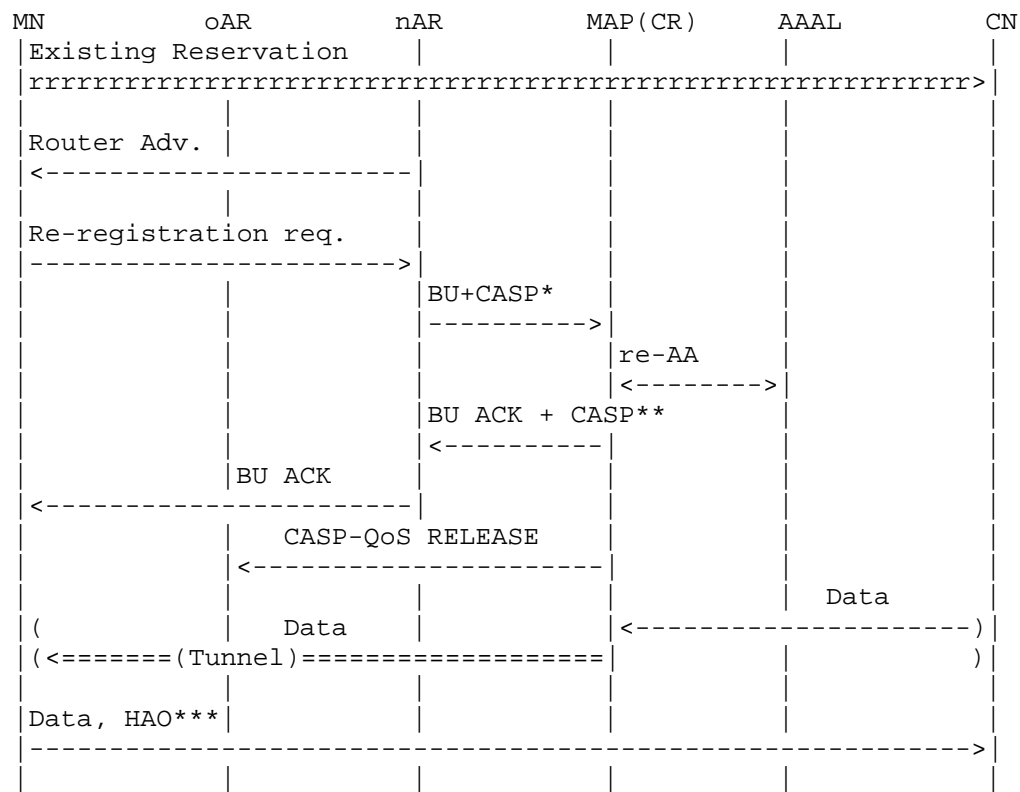 MN oAR nAR MAP(CR) AAAL CN
Existing Reservation
rrrrrrrrrrrrrrrrrrrrrrrrrrrrrrrrrrrrrrrrrrrrrrrrrrrrrrrrrrr>
Router Adv.
Re-registration req.
BU+CASP*
re-AA
BU ACK + CASP**
BU ACK
CASP-QoS RELEASE
Data
( Data )
( (Tunnel) )
Data, HAO***